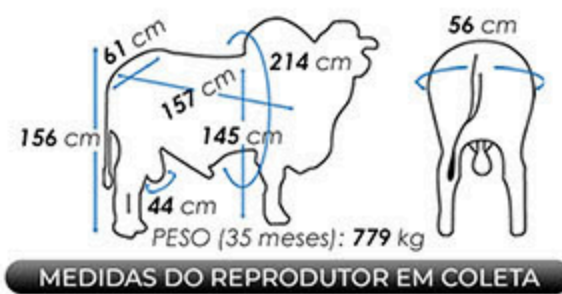 61 cm
56 cm
214 cm
157 cm
156 cm
145 cm
44 cm
PESO (35 meses): 779 kg
MEDIDAS DO REPRODUTOR EM COLETA